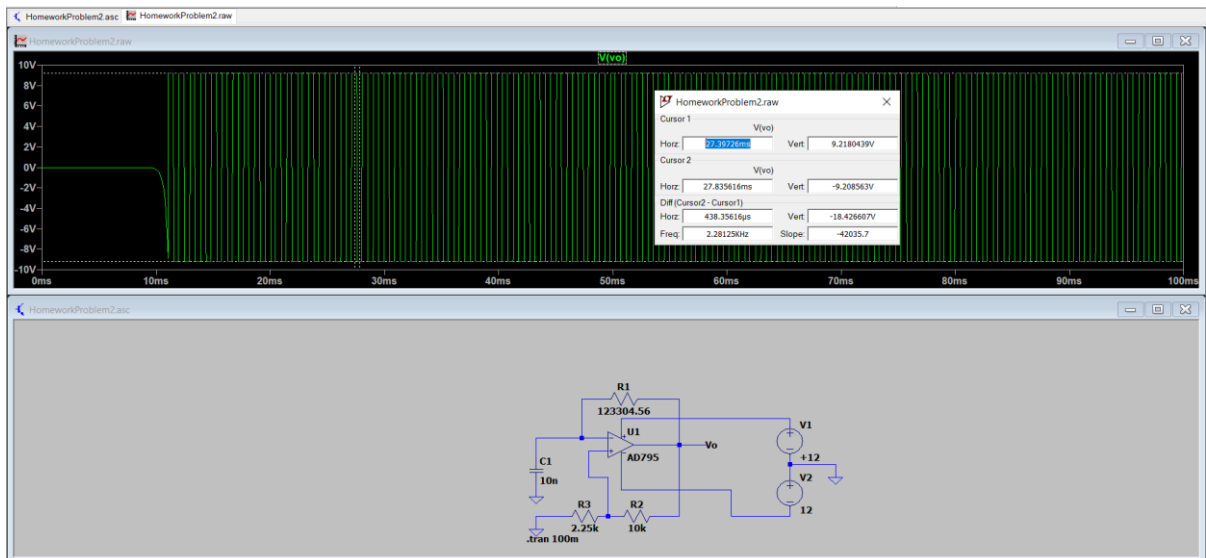 HomeworkProblem2.asc HomeworkProblem2.raw
HomeworkProblem2.raw
V(vo)
10V
8V
6V
4V
2V
0V
-2V
-4V
-6V
-8V
-10V
0ms 10ms 20ms 30ms 40ms 50ms 60ms 70ms 80ms 90ms 100ms
HomeworkProblem2.raw
Cursor 1
V(vo)
Horz: 27.39726ms Vert: 9.2180439V
Cursor 2
V(vo)
Horz: 27.835616ms Vert: -9.208563V
Diff (Cursor2 - Cursor1)
Horz: 438.35616µs Vert: -18.426607V
Freq: 2.28125KHz Slope: -42035.7
HomeworkProblem2.asc
R1
123304.56
U1
AD795
Vo
V1
+12
C1
10n
V2
12
R3
2.25k
R2
10k
.tran 100m